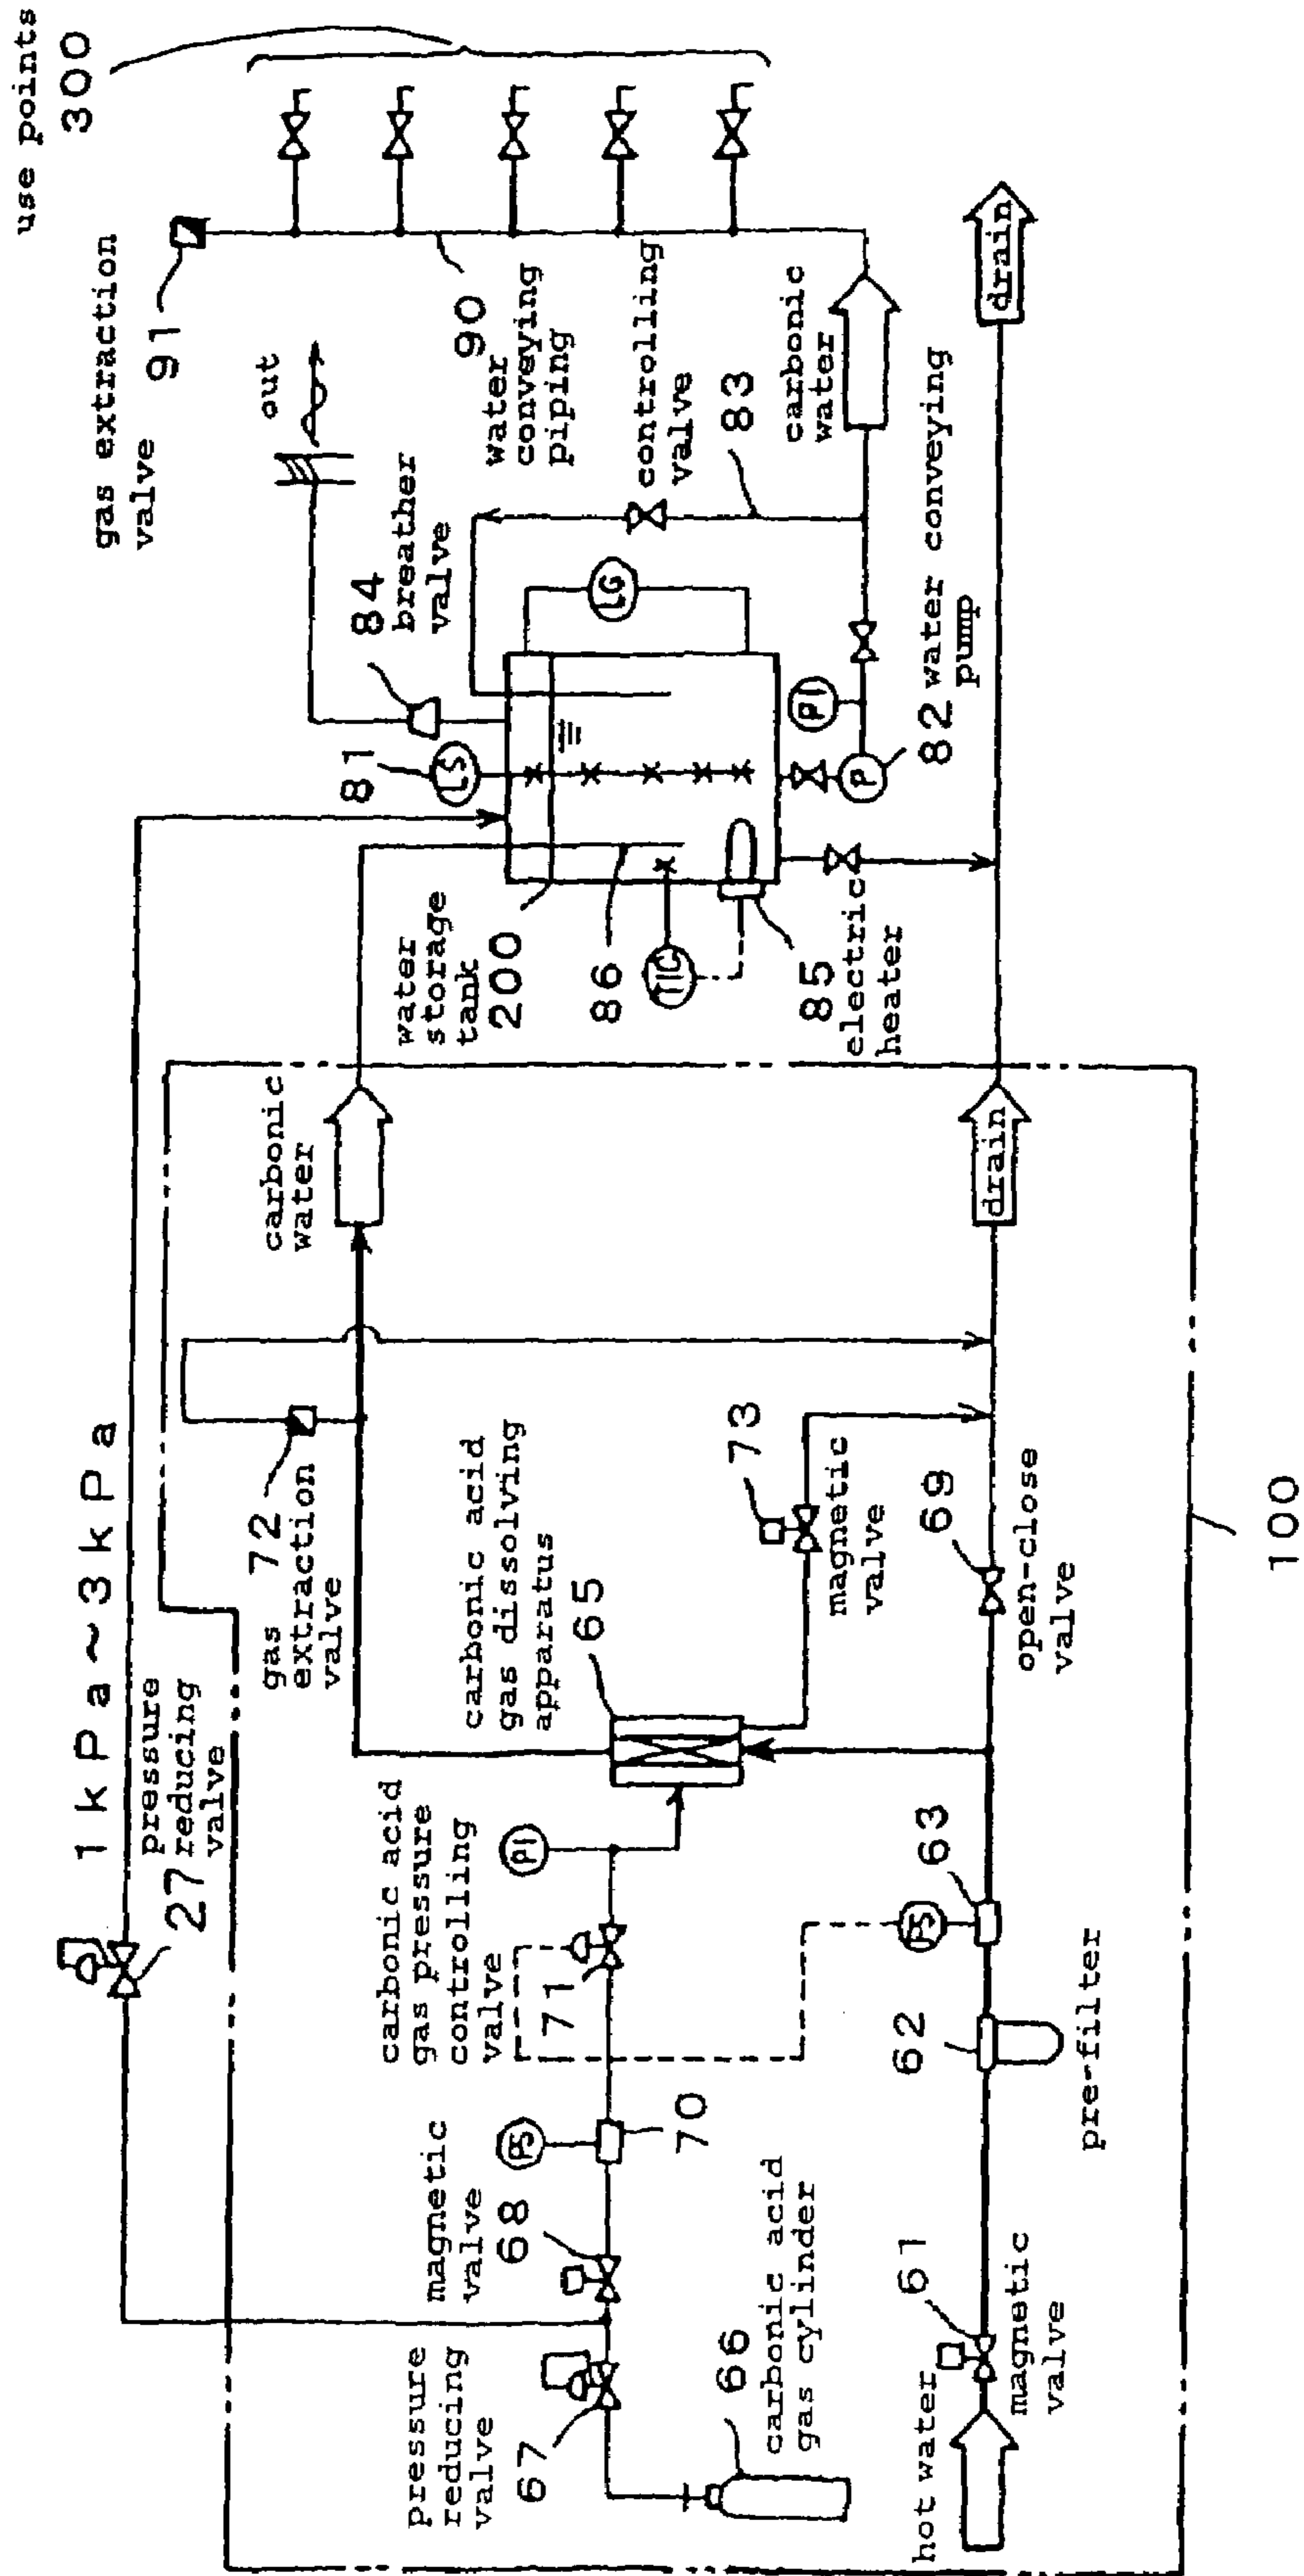 use points
300
gas extraction
valve 91
out
90
water
conveying
piping
84
breather
valve
controlling
valve
83
carbonic
water
81
LS
LG
PI
P
82 water conveying
pump
drain
1kPa~3kPa
water
storage
tank
200
86
TIC
85
electric
heater
carbonic
water
drain
pressure
27 reducing
valve
72
gas
extraction
valve
carbonic acid
gas dissolving
apparatus
65
73
magnetic
valve
69
open-close
valve
100
carbonic acid
gas pressure
controlling
valve
PI
71
PS
63
62
pre-filter
magnetic
valve
68
PS
70
pressure
reducing
valve
67
66
carbonic acid
gas cylinder
61
magnetic
valve
hot water